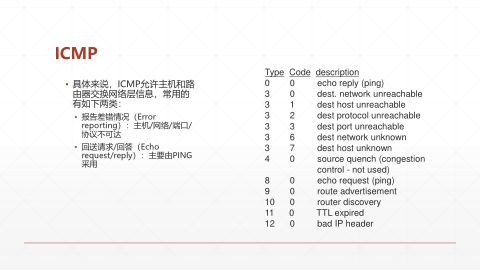 ICMP
具体来说，ICMP允许主机和路
由器交换网络层信息，常用的
有如下两类：
报告差错情况（Error
reporting）：主机/网络/端口/
协议不可达
回送请求/回答（Echo
request/reply）：主要由PING
采用
Type Code description
0 0 echo reply (ping)
3 0 dest. network unreachable
3 1 dest host unreachable
3 2 dest protocol unreachable
3 3 dest port unreachable
3 6 dest network unknown
3 7 dest host unknown
4 0 source quench (congestion
control - not used)
8 0 echo request (ping)
9 0 route advertisement
10 0 router discovery
11 0 TTL expired
12 0 bad IP header